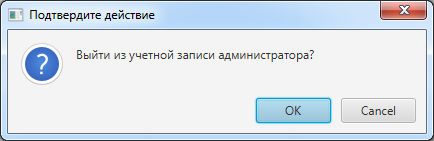 Подтвердите действие
Выйти из учетной записи администратора?
OK
Cancel